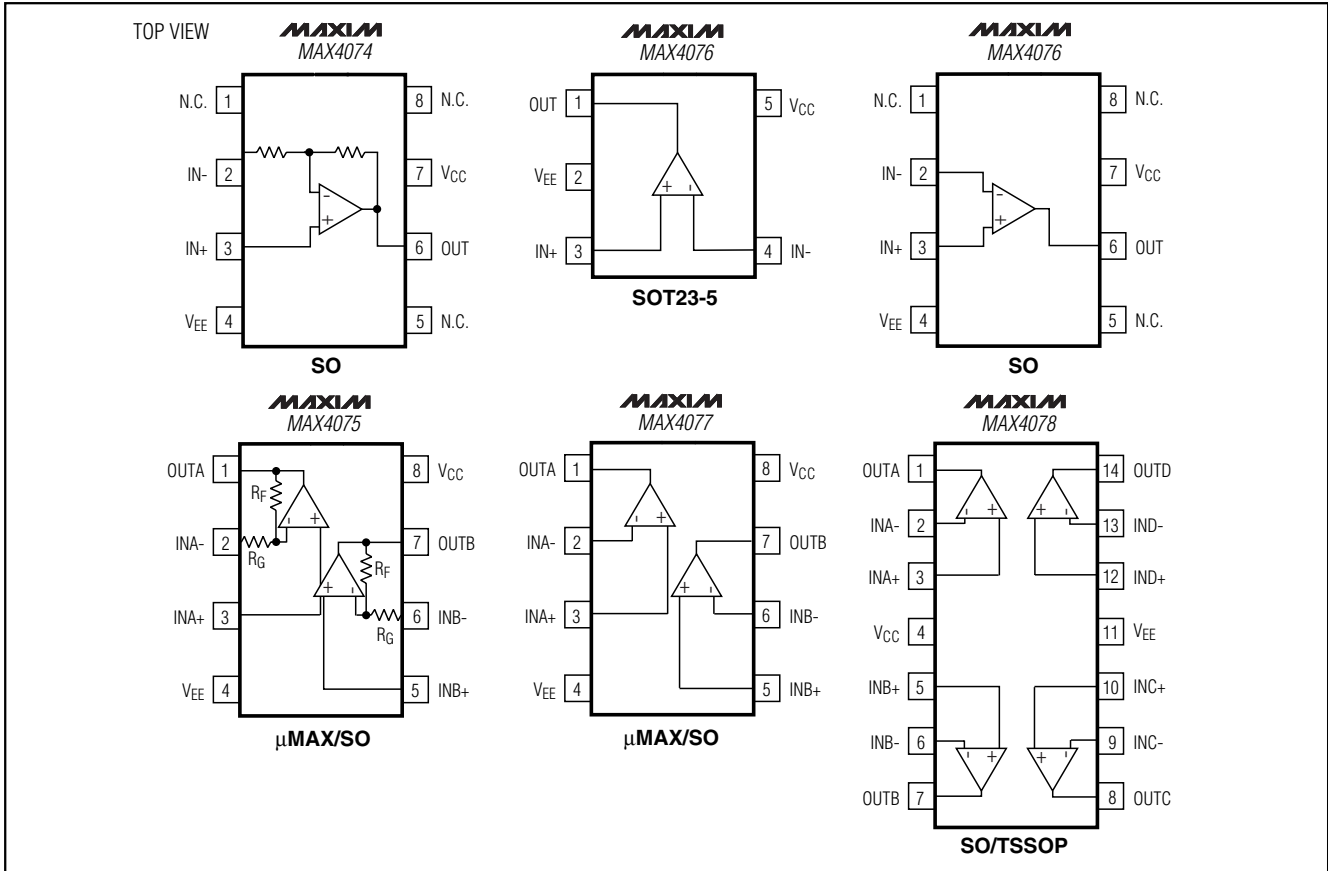 TOP VIEW
MAXIM
MAX4074
N.C. 1
8 N.C.
IN- 2
7 VCC
-
+
IN+ 3
6 OUT
VEE 4
5 N.C.
SO
MAXIM
MAX4076
OUT 1
5 VCC
VEE 2
+ -
IN+ 3
4 IN-
SOT23-5
MAXIM
MAX4076
N.C. 1
8 N.C.
IN- 2
7 VCC
-
+
IN+ 3
6 OUT
VEE 4
5 N.C.
SO
MAXIM
MAX4075
OUTA 1
8 VCC
RF
- +
INA- 2
7 OUTB
RG
RF
+ -
INA+ 3
6 INB-
RG
VEE 4
5 INB+
µMAX/SO
MAXIM
MAX4077
OUTA 1
8 VCC
- +
INA- 2
7 OUTB
+ -
INA+ 3
6 INB-
VEE 4
5 INB+
µMAX/SO
MAXIM
MAX4078
OUTA 1
14 OUTD
- +
+ -
INA- 2
13 IND-
INA+ 3
12 IND+
VCC 4
11 VEE
INB+ 5
10 INC+
INB- 6
9 INC-
- +
+ -
OUTB 7
8 OUTC
SO/TSSOP